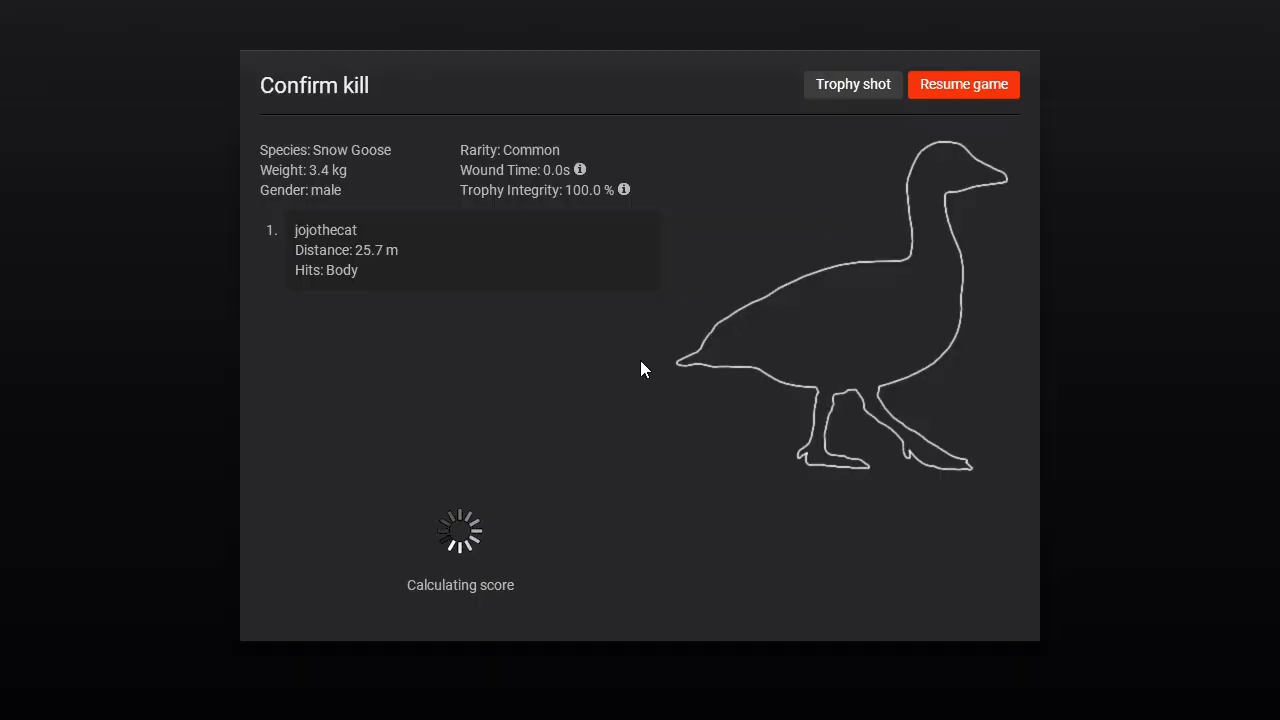 Confirm kill
Trophy shot
Resume game
Species: Snow Goose
Weight: 3.4 kg
Gender: male
Rarity: Common
Wound Time: 0.0s
Trophy Integrity: 100.0 %
1. jojothecat
Distance: 25.7 m
Hits: Body
Calculating score